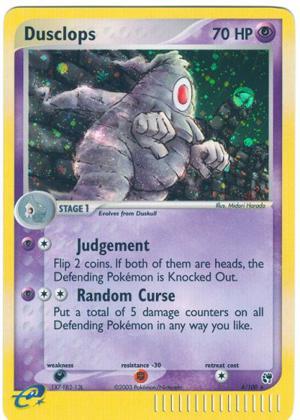 Dusclops 70 HP
Illus. Midori Harada
STAGE 1
Evolves from Duskull
Judgement
Flip 2 coins. If both of them are heads, the
Defending Pokémon is Knocked Out.
Random Curse
Put a total of 5 damage counters on all
Defending Pokémon in any way you like.
weakness resistance -30 retreat cost
©2003 Pokémon/Nintendo 4/100 ★
e